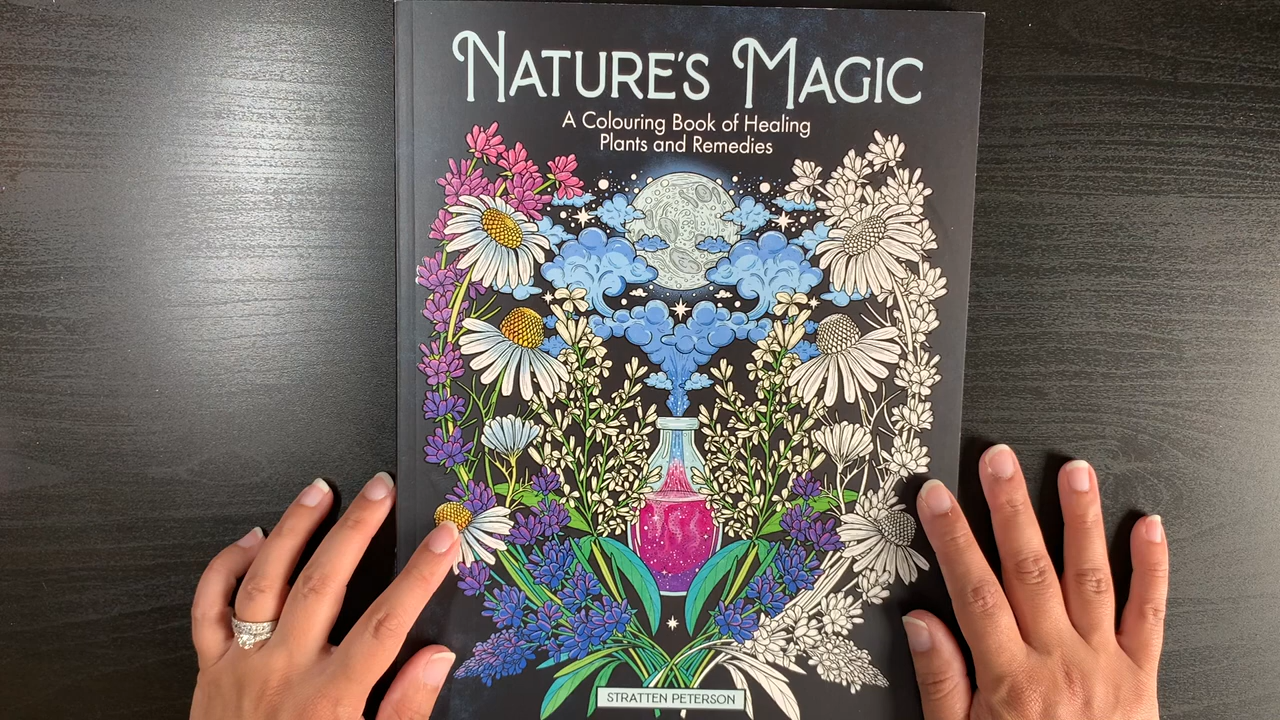 NATURE'S MAGIC
A Colouring Book of Healing
Plants and Remedies
STRATTEN PETERSON